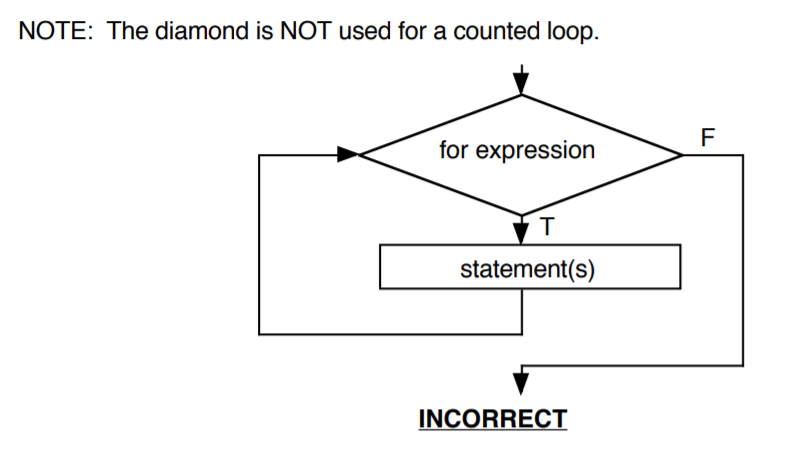 NOTE:  The diamond is NOT used for a counted loop.
for expression
F
T
statement(s)
INCORRECT